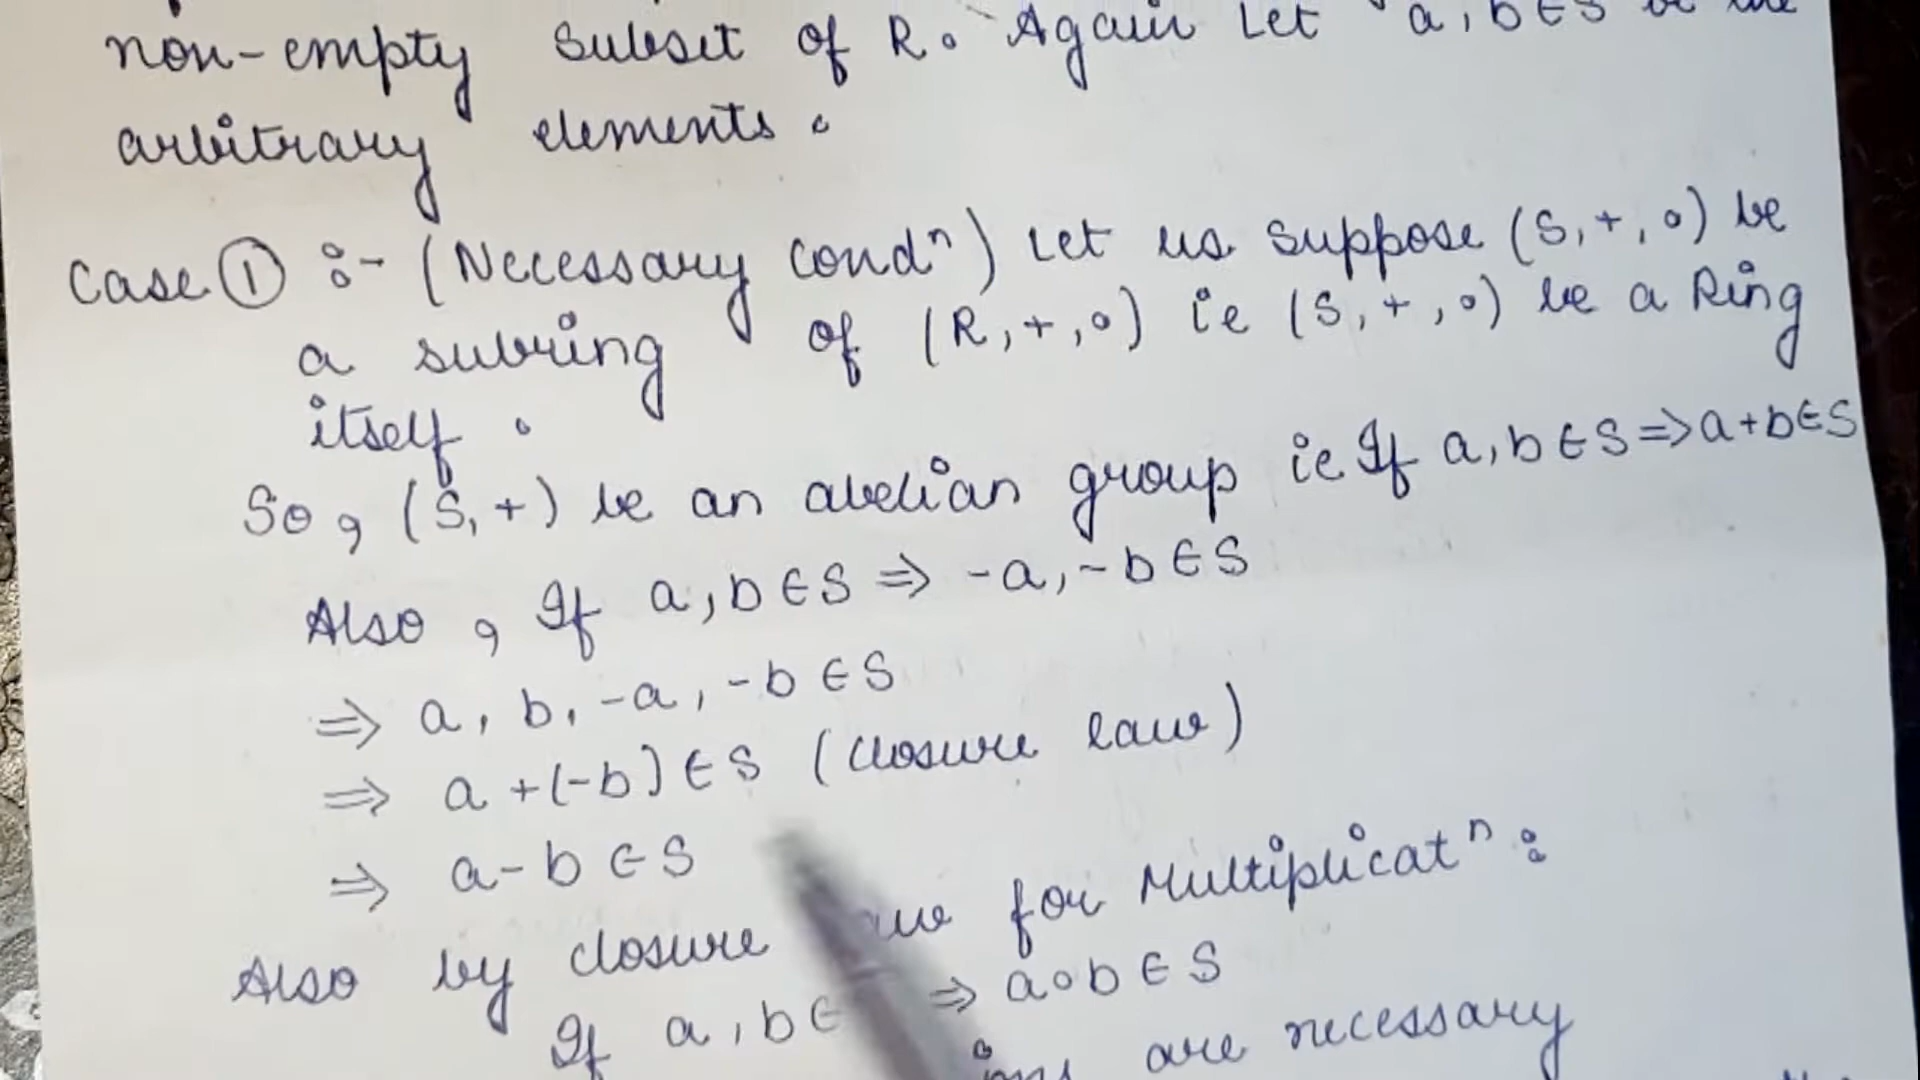 non-empty subset of R. Again Let a, b ∈ S be the
arbitrary elements.
Case ① :- (Necessary condⁿ) Let us suppose (S, +, o) be
a subring of (R, +, o) ie (S, +, o) be a Ring
itself.
So, (S, +) be an abelian group ie If a, b ∈ S => a+b ∈ S
Also, If a, b ∈ S => -a, -b ∈ S
=> a, b, -a, -b ∈ S
=> a + (-b) ∈ S (Closure law)
=> a - b ∈ S
Also by closure for Multiplicatⁿ :
If a, b ∈ => aob ∈ S
are necessary